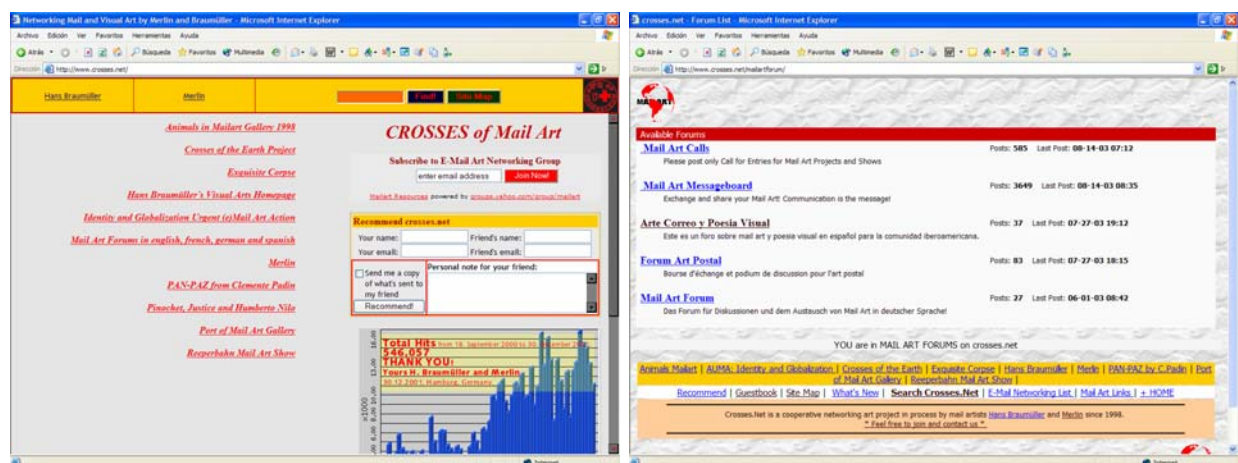 Networking Mail and Visual Art by Merlin and Braumüller - Microsoft Internet Explorer
Archivo Edición Ver Favoritos Herramientas Ayuda
Atrás Búsqueda Favoritos Multimedia
Dirección http://www.crosses.net/
Hans Braumüller Merlin Find! Site Map
Animals in Mailart Gallery 1998
Crosses of the Earth Project
Exquisite Corpse
Hans Braumüller's Visual Arts Homepage
Identity and Globalization Urgent (e)Mail Art Action
Mail Art Forums in english, french, german and spanish
Merlin
PAN-PAZ from Clemente Padin
Pinochet, Justice and Humberto Nilo
Port of Mail Art Gallery
Reeperbahn Mail Art Show
CROSSES of Mail Art
Subscribe to E-Mail Art Networking Group
enter email address Join Now!
Mailart Resources powered by groups.yahoo.com/group/mailart
Recommend crosses.net
Your name: Friend's name:
Your email: Friend's email:
Send me a copy
of what's sent to
my friend
Personal note for your friend:
Recommend!
Total Hits from 16. September 2000 to 30. December 2001
546,057
THANK YOU:
Yours H. Braumüller and Merlin
30.12.2001, Hamburg, Germany
x1000
Internet
crosses.net - Forum List - Microsoft Internet Explorer
Archivo Edición Ver Favoritos Herramientas Ayuda
Atrás Búsqueda Favoritos Multimedia
Dirección http://www.crosses.net/mailartforum/
MAIL ART
Available Forums
Mail Art Calls Posts: 585 Last Post: 08-14-03 07:12
Please post only Call for Entries for Mail Art Projects and Shows
Mail Art Messageboard Posts: 3649 Last Post: 08-14-03 08:35
Exchange and share your Mail Art! Communication is the message!
Arte Correo y Poesia Visual Posts: 37 Last Post: 07-27-03 19:12
Este es un foro sobre mail art y poesia visual en español para la comunidad iberoamericana.
Forum Art Postal Posts: 83 Last Post: 07-27-03 18:15
Bourse d'échange et podium de discussion pour l'art postal
Mail Art Forum Posts: 27 Last Post: 06-01-03 08:42
Das Forum für Diskussionen und dem Austausch von Mail Art in deutscher Sprache!
YOU are in MAIL ART FORUMS on crosses.net
Animals Mailart | AUMA: Identity and Globalization | Crosses of the Earth | Exquisite Corpse | Hans Braumüller | Merlin | PAN-PAZ by C.Padin | Port
of Mail Art Gallery | Reeperbahn Mail Art Show |
Recommend | Guestbook | Site Map | What's New | Search Crosses.Net | E-Mail Networking List | Mail Art Links | + HOME
Crosses.Net is a cooperative networking art project in process by mail artists Hans Braumüller and Merlin since 1998.
* Feel free to join and contact us *
Internet